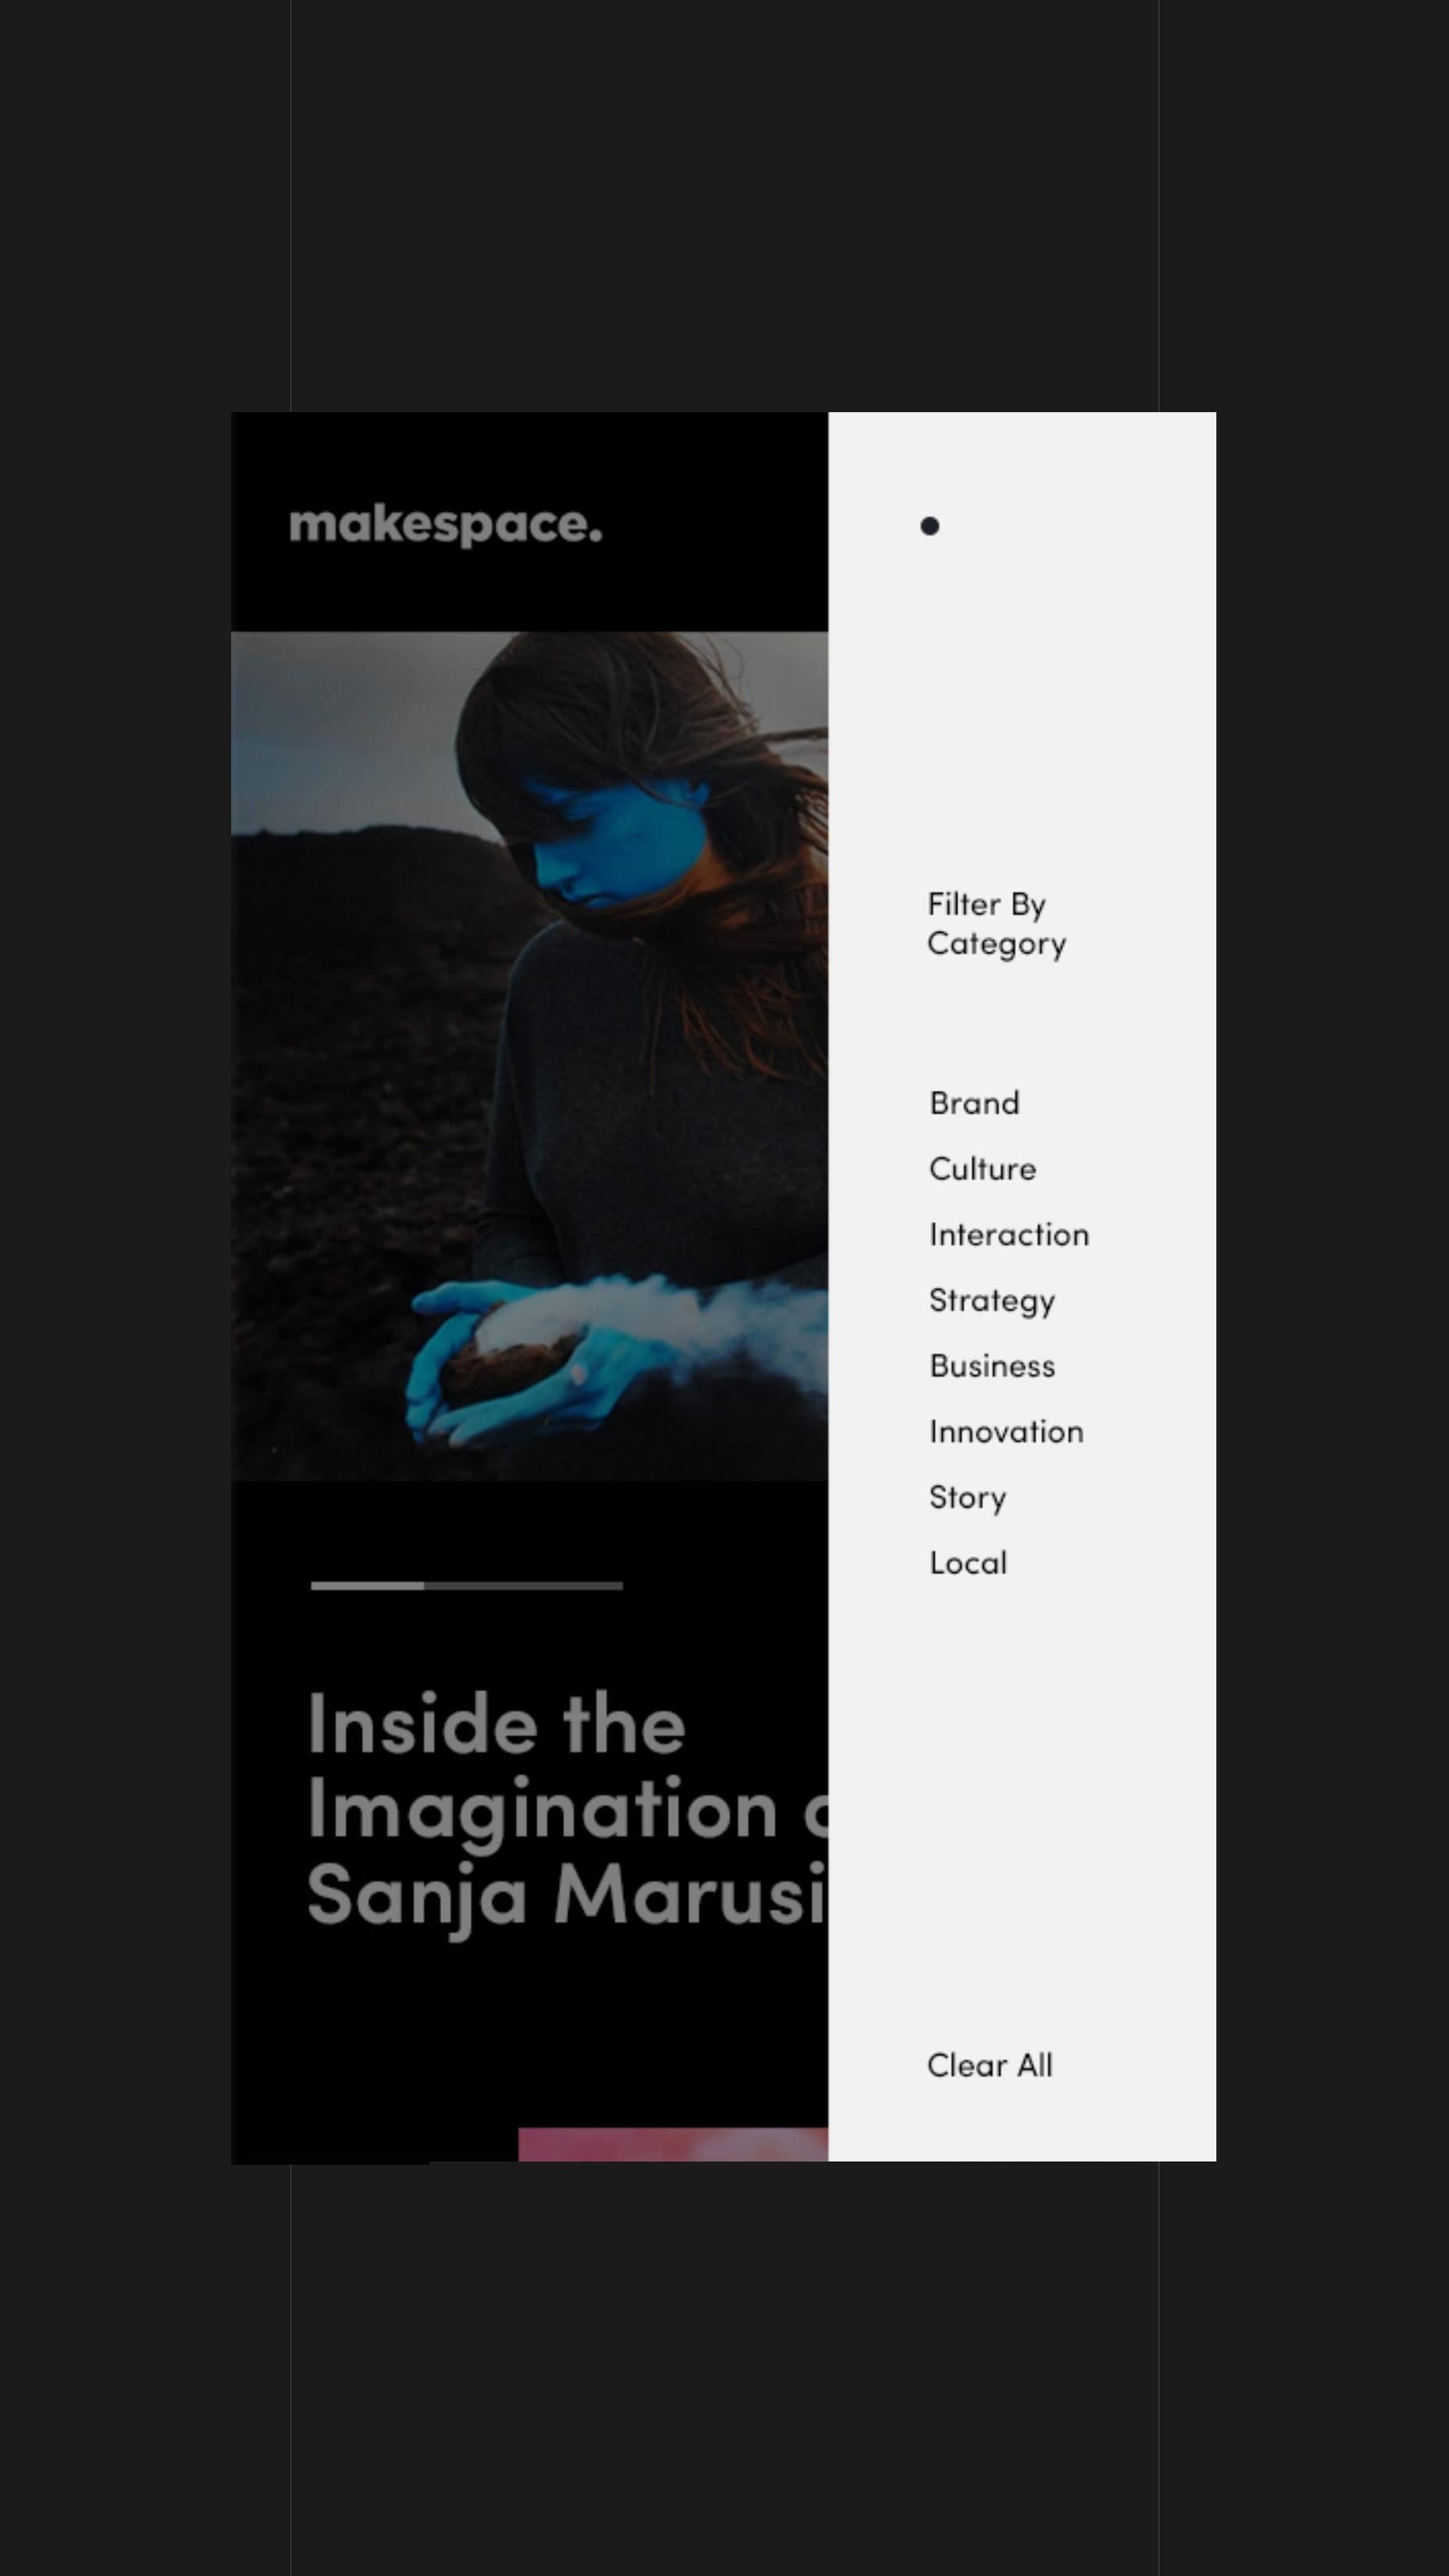 makespace.
Inside the
Imagination
Sanja Marusi
Filter By
Category
Brand
Culture
Interaction
Strategy
Business
Innovation
Story
Local
Clear All